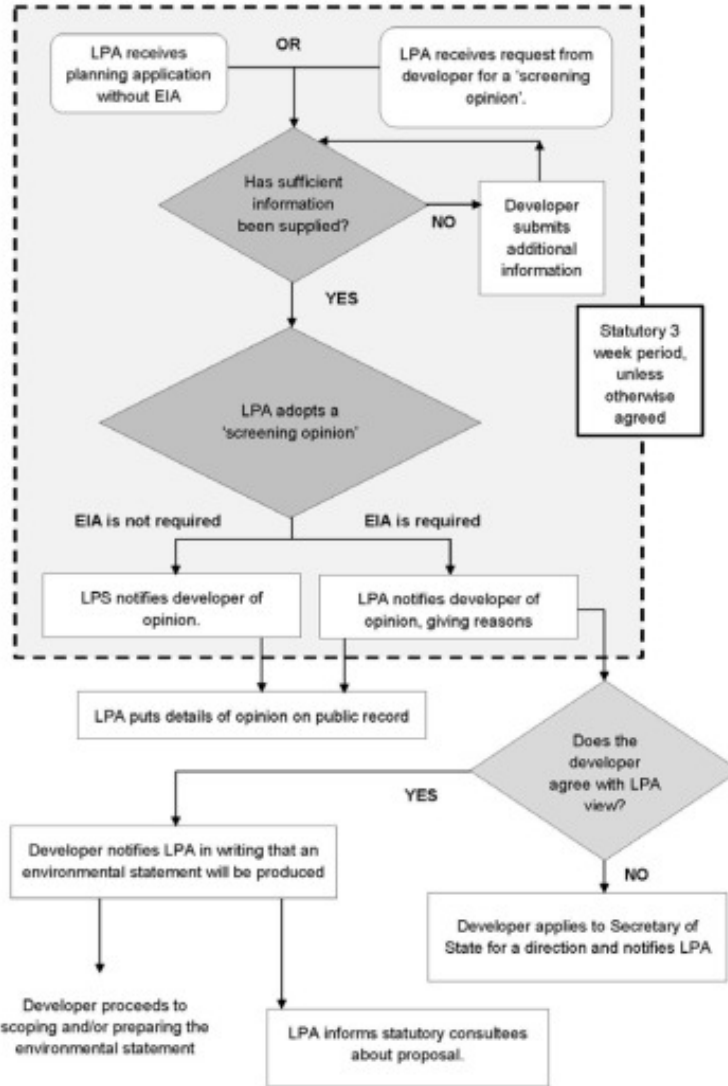 LPA receives
planning application
without EIA
OR
LPA receives request from
developer for a 'screening
opinion'.
Has sufficient
information
been supplied?
NO
Developer
submits
additional
information
YES
Statutory 3
week period,
unless
otherwise
agreed
LPA adopts a
'screening opinion'
EIA is not required
EIA is required
LPS notifies developer of
opinion.
LPA notifies developer of
opinion, giving reasons
LPA puts details of opinion on public record
Does the
developer
agree with LPA
view?
YES
Developer notifies LPA in writing that an
environmental statement will be produced
NO
Developer applies to Secretary of
State for a direction and notifies LPA
Developer proceeds to
scoping and/or preparing the
environmental statement
LPA informs statutory consultees
about proposal.